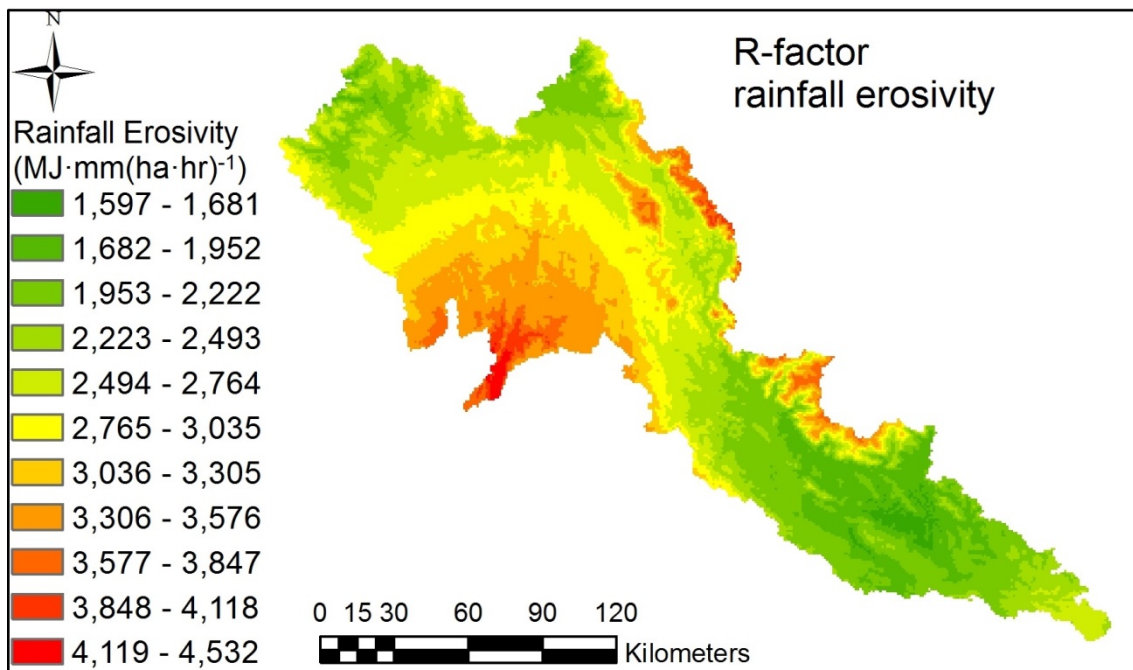 N
R-factor
rainfall erosivity
Rainfall Erosivity
(MJ·mm(ha·hr)⁻¹)
1,597 - 1,681
1,682 - 1,952
1,953 - 2,222
2,223 - 2,493
2,494 - 2,764
2,765 - 3,035
3,036 - 3,305
3,306 - 3,576
3,577 - 3,847
3,848 - 4,118
4,119 - 4,532
0 15 30 60 90 120
Kilometers